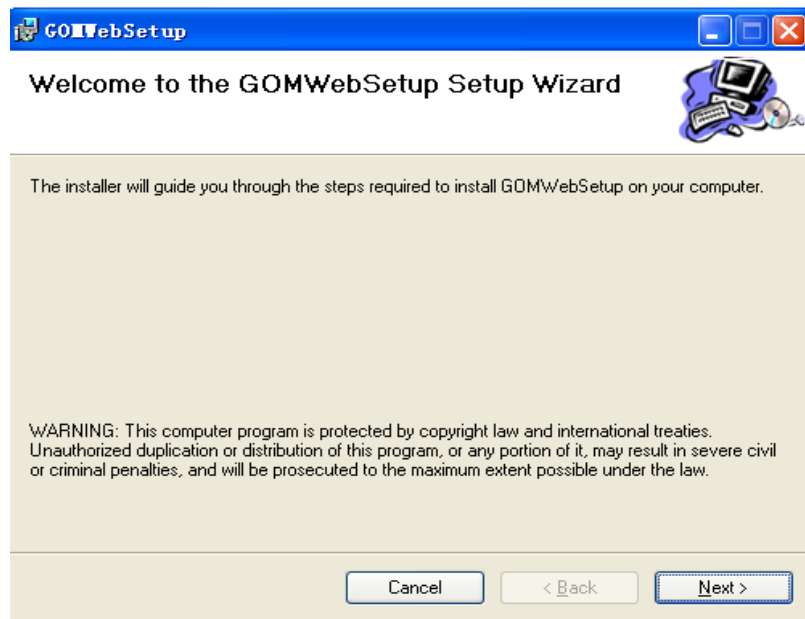 GOMWebSetup
Welcome to the GOMWebSetup Setup Wizard
The installer will guide you through the steps required to install GOMWebSetup on your computer.
WARNING: This computer program is protected by copyright law and international treaties.
Unauthorized duplication or distribution of this program, or any portion of it, may result in severe civil
or criminal penalties, and will be prosecuted to the maximum extent possible under the law.
Cancel < Back Next >